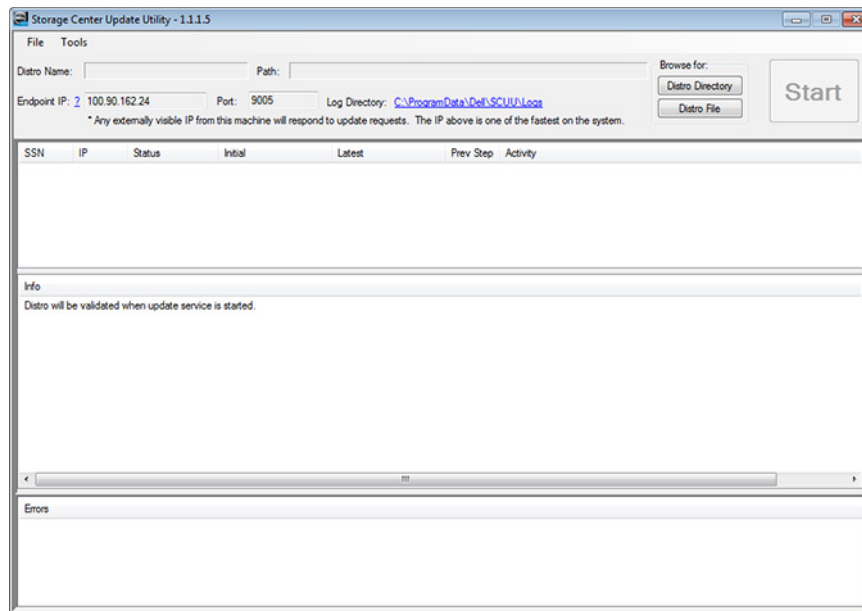 Storage Center Update Utility - 1.1.1.5
File Tools
Distro Name: Path: Browse for:
Distro Directory
Endpoint IP: ? 100.90.162.24 Port: 9005 Log Directory: C:\ProgramData\Dell\SCUU\Logs Distro File
Start
* Any externally visible IP from this machine will respond to update requests. The IP above is one of the fastest on the system.
SSN IP Status Initial Latest Prev Step Activity
Info
Distro will be validated when update service is started.
Errors